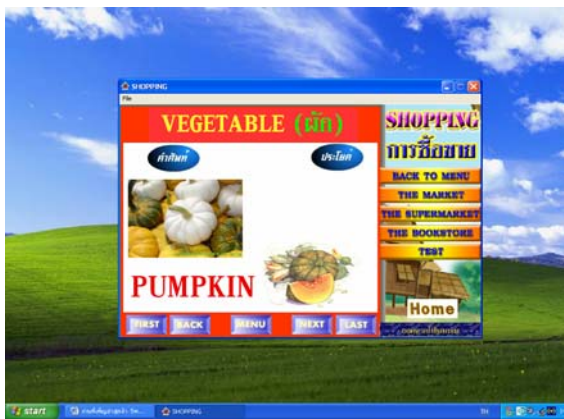 SHOPPING
File
VEGETABLE (ผัก)
คำศัพท์
ประโยค
PUMPKIN
FIRST
BACK
MENU
NEXT
LAST
SHOPPING
การซื้อขาย
BACK TO MENU
THE MARKET
THE SUPERMARKET
THE BOOKSTORE
TEST
Home
start
SHOPPING
TH